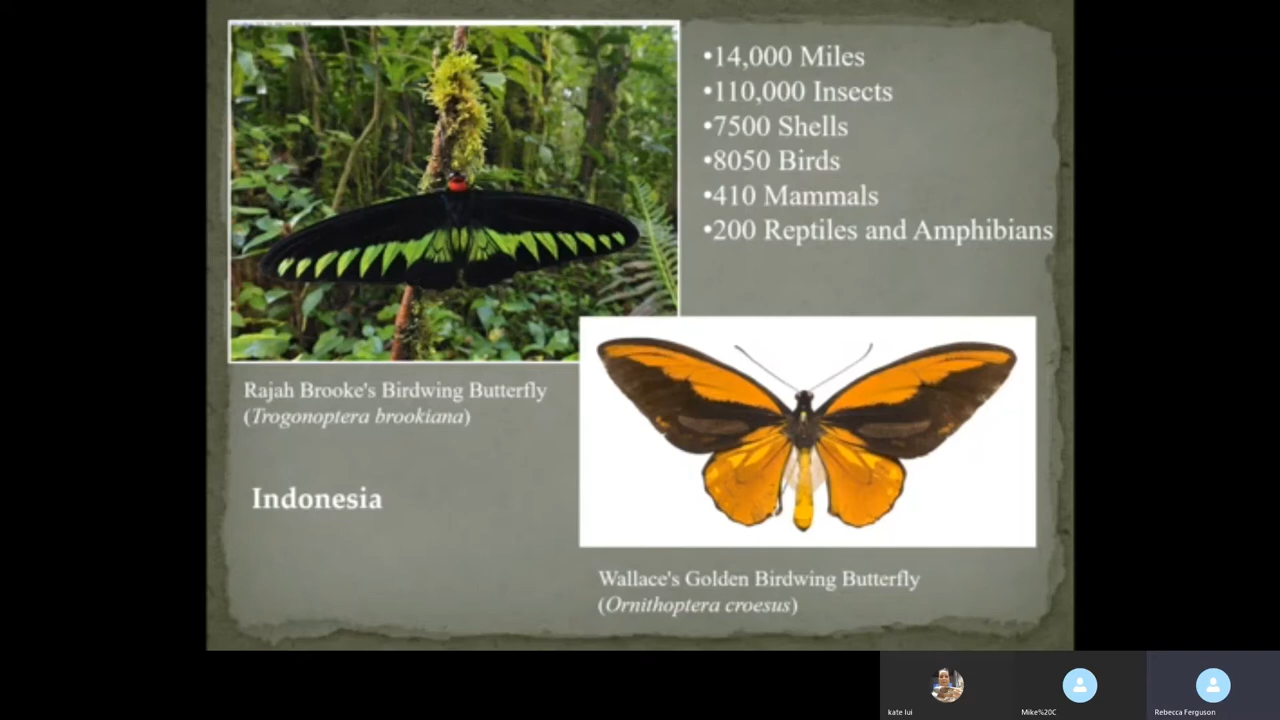 •14,000 Miles
•110,000 Insects
•7500 Shells
•8050 Birds
•410 Mammals
•200 Reptiles and Amphibians
Rajah Brooke's Birdwing Butterfly
(Trogonoptera brookiana)
Indonesia
Wallace's Golden Birdwing Butterfly
(Ornithoptera croesus)
kate lui
Mike%20C
Rebecca Ferguson